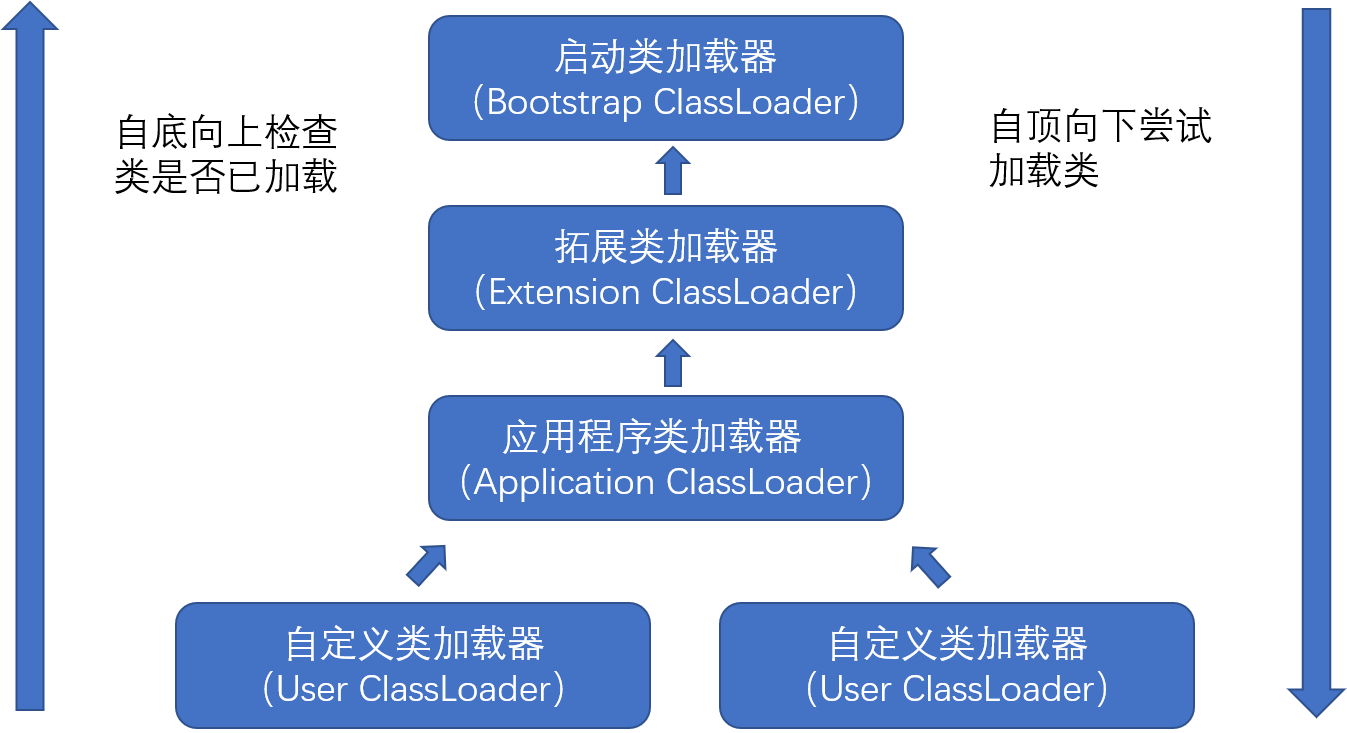 启动类加载器
（Bootstrap ClassLoader）
自底向上检查
类是否已加载
自顶向下尝试
加载类
拓展类加载器
（Extension ClassLoader）
应用程序类加载器
（Application ClassLoader）
自定义类加载器
（User ClassLoader）
自定义类加载器
（User ClassLoader）